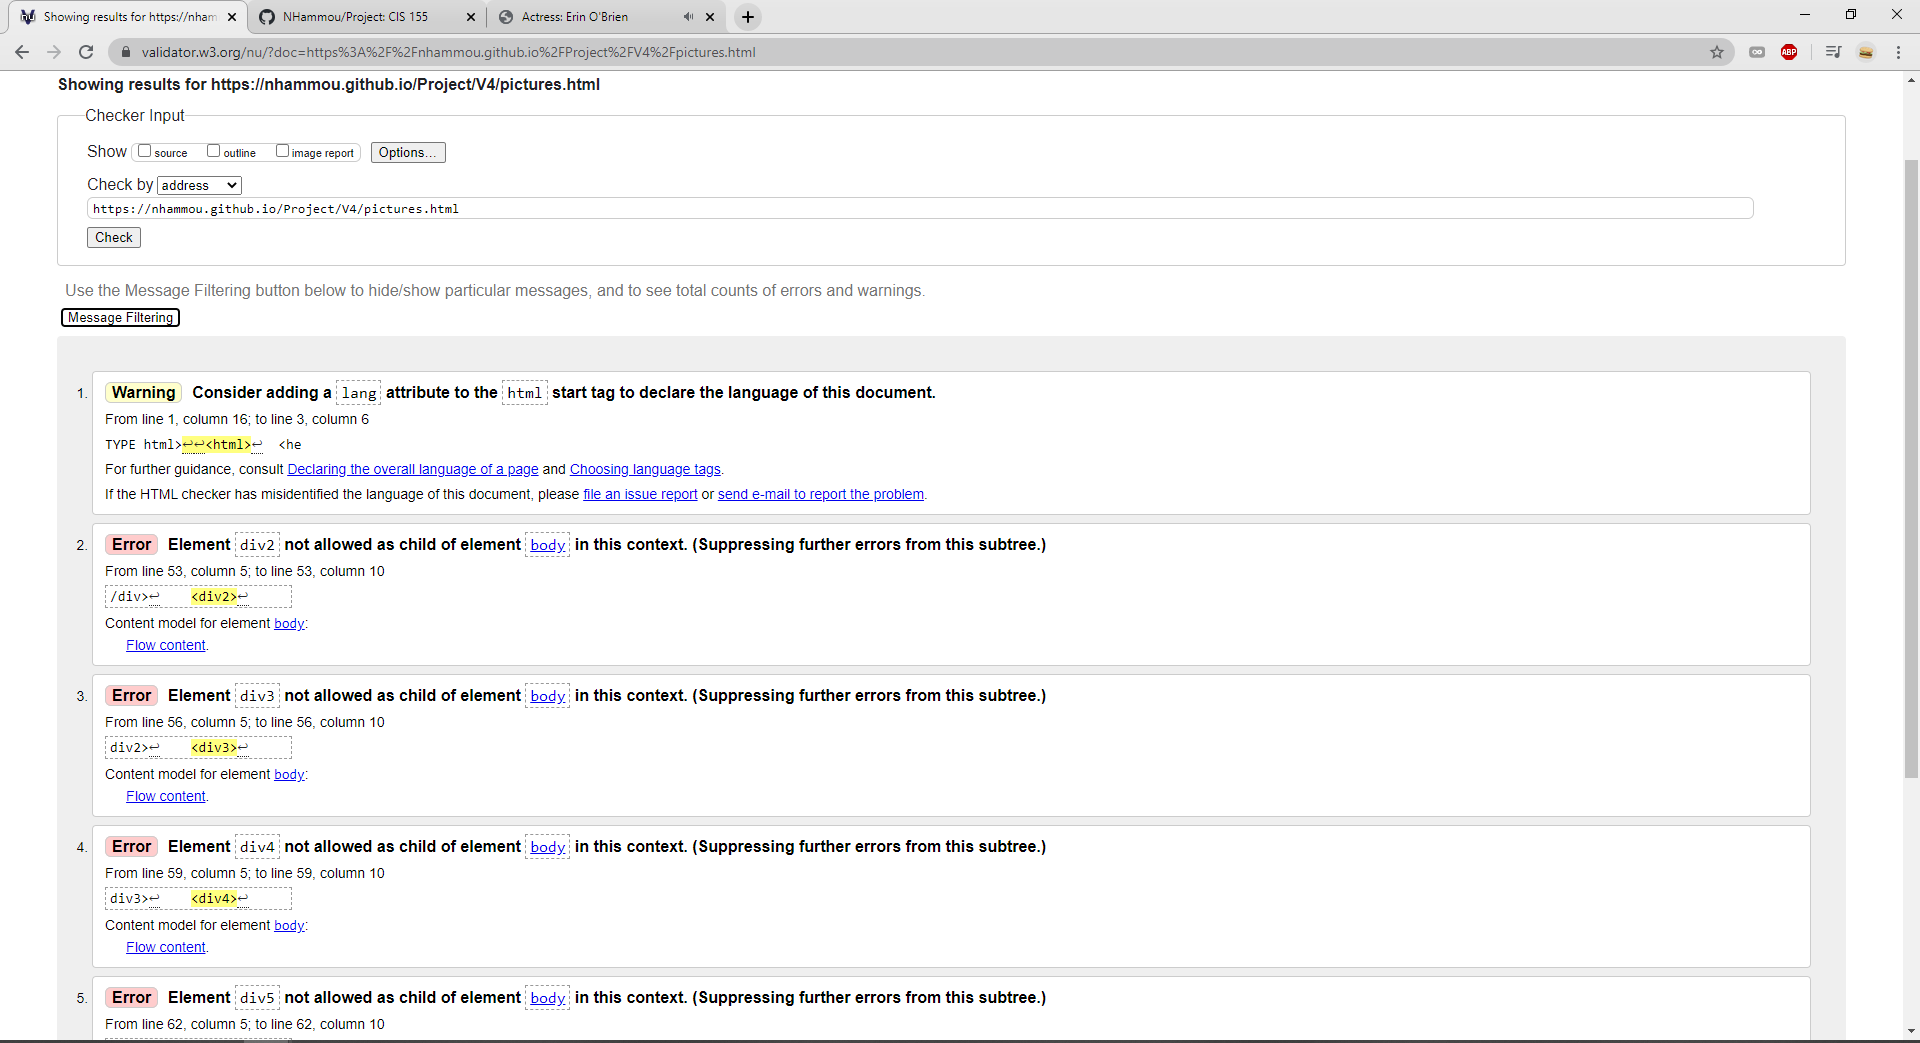 Showing results for https://nham
NHammou/Project: CIS 155
Actress: Erin O'Brien
validator.w3.org/nu/?doc=https%3A%2F%2Fnhammou.github.io%2FProject%2FV4%2Fpictures.html
ABP
Showing results for https://nhammou.github.io/Project/V4/pictures.html
Checker Input
Show source outline image report Options...
Check by address
https://nhammou.github.io/Project/V4/pictures.html
Check
Use the Message Filtering button below to hide/show particular messages, and to see total counts of errors and warnings.
Message Filtering
1. Warning Consider adding a lang attribute to the html start tag to declare the language of this document.
From line 1, column 16; to line 3, column 6
TYPE html>↩↩<html>↩ <he
For further guidance, consult Declaring the overall language of a page and Choosing language tags.
If the HTML checker has misidentified the language of this document, please file an issue report or send e-mail to report the problem.
2. Error Element div2 not allowed as child of element body in this context. (Suppressing further errors from this subtree.)
From line 53, column 5; to line 53, column 10
/div>↩ <div2>↩
Content model for element body:
Flow content.
3. Error Element div3 not allowed as child of element body in this context. (Suppressing further errors from this subtree.)
From line 56, column 5; to line 56, column 10
div2>↩ <div3>↩
Content model for element body:
Flow content.
4. Error Element div4 not allowed as child of element body in this context. (Suppressing further errors from this subtree.)
From line 59, column 5; to line 59, column 10
div3>↩ <div4>↩
Content model for element body:
Flow content.
5. Error Element div5 not allowed as child of element body in this context. (Suppressing further errors from this subtree.)
From line 62, column 5; to line 62, column 10